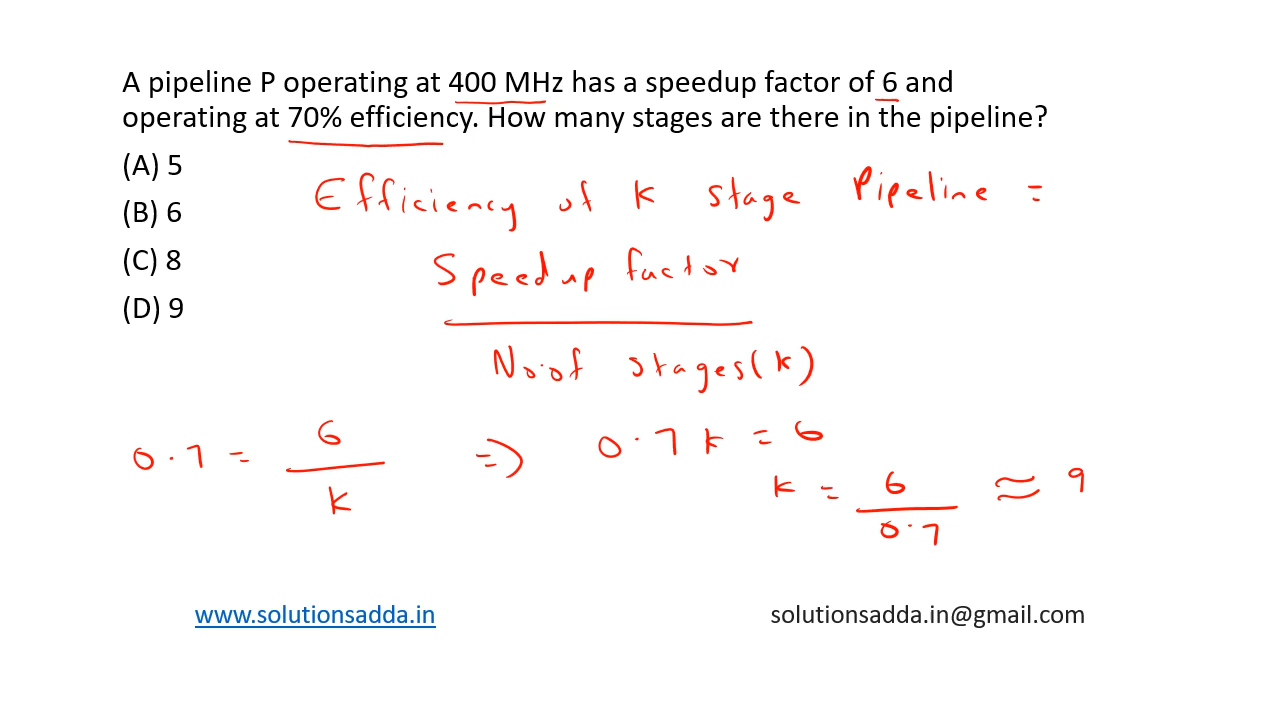 A pipeline P operating at 400 MHz has a speedup factor of 6 and
operating at 70% efficiency. How many stages are there in the pipeline?
(A) 5
(B) 6
(C) 8
(D) 9
Efficiency of K stage Pipeline =
Speedup factor
No.of stages(k)
0.7 = 6/k => 0.7 k = 6
k = 6/0.7 ≈ 9
www.solutionsadda.in
solutionsadda.in@gmail.com